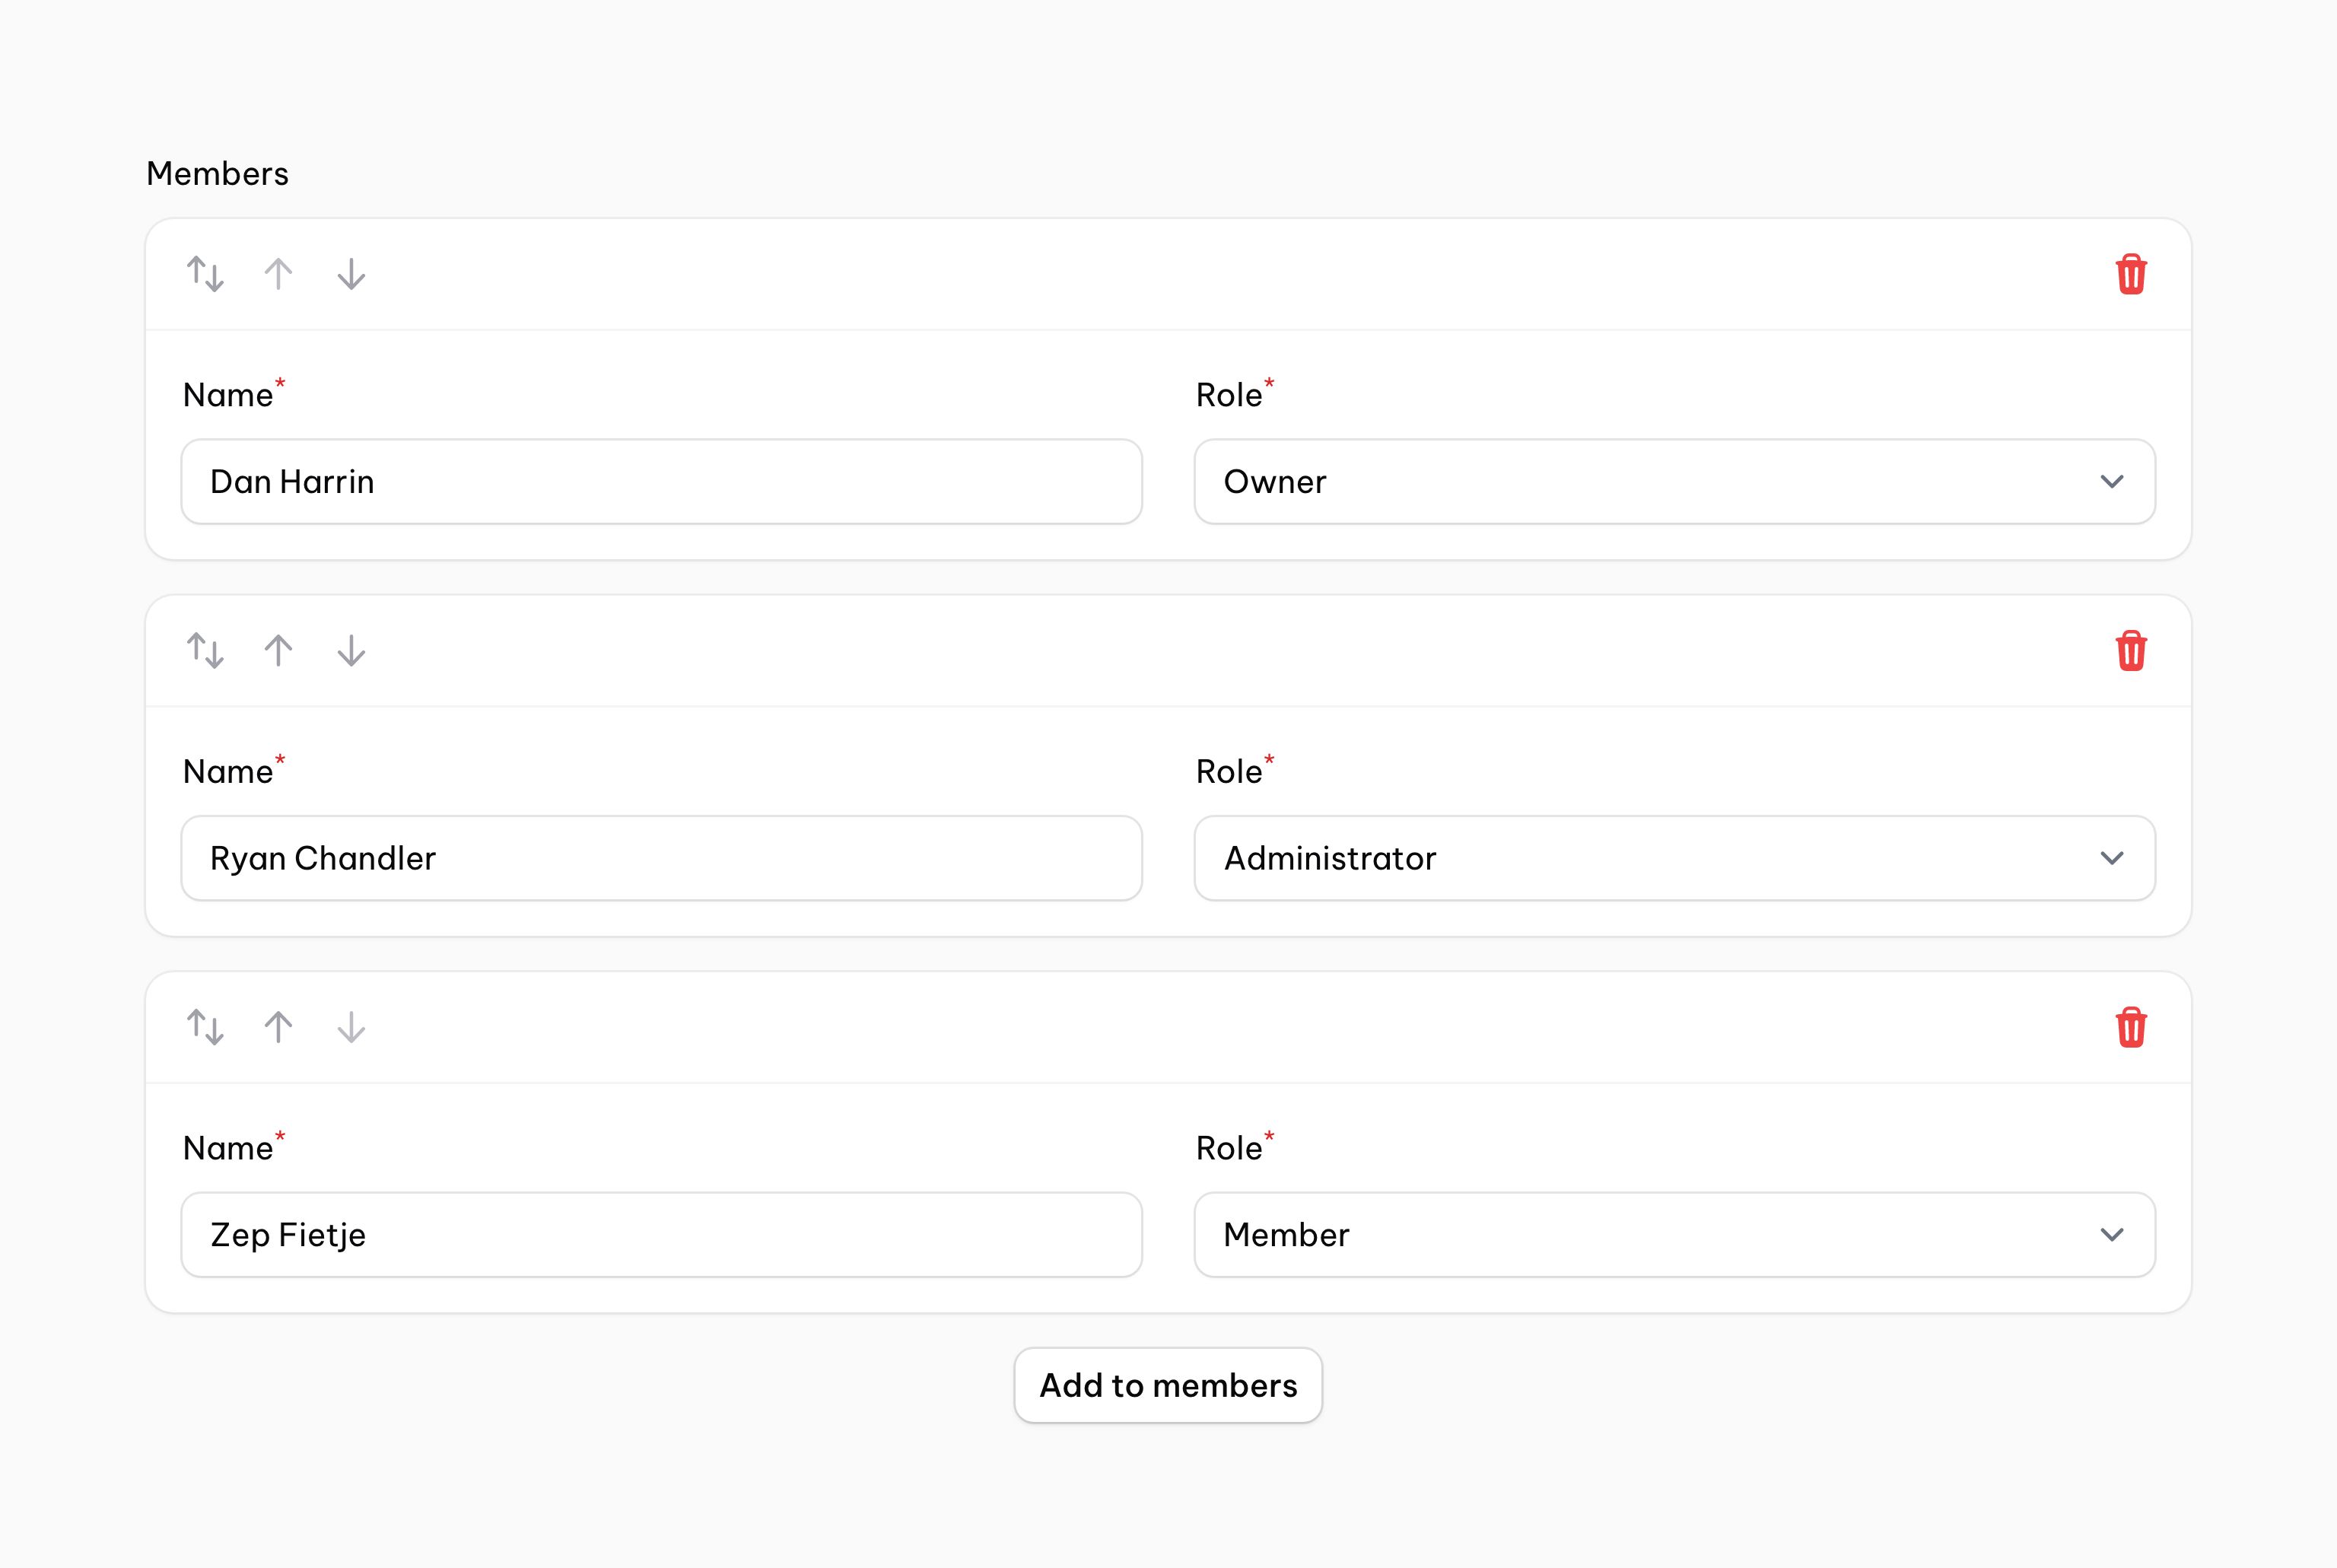 Members
Name* Role*
Dan Harrin Owner
Name* Role*
Ryan Chandler Administrator
Name* Role*
Zep Fietje Member
Add to members